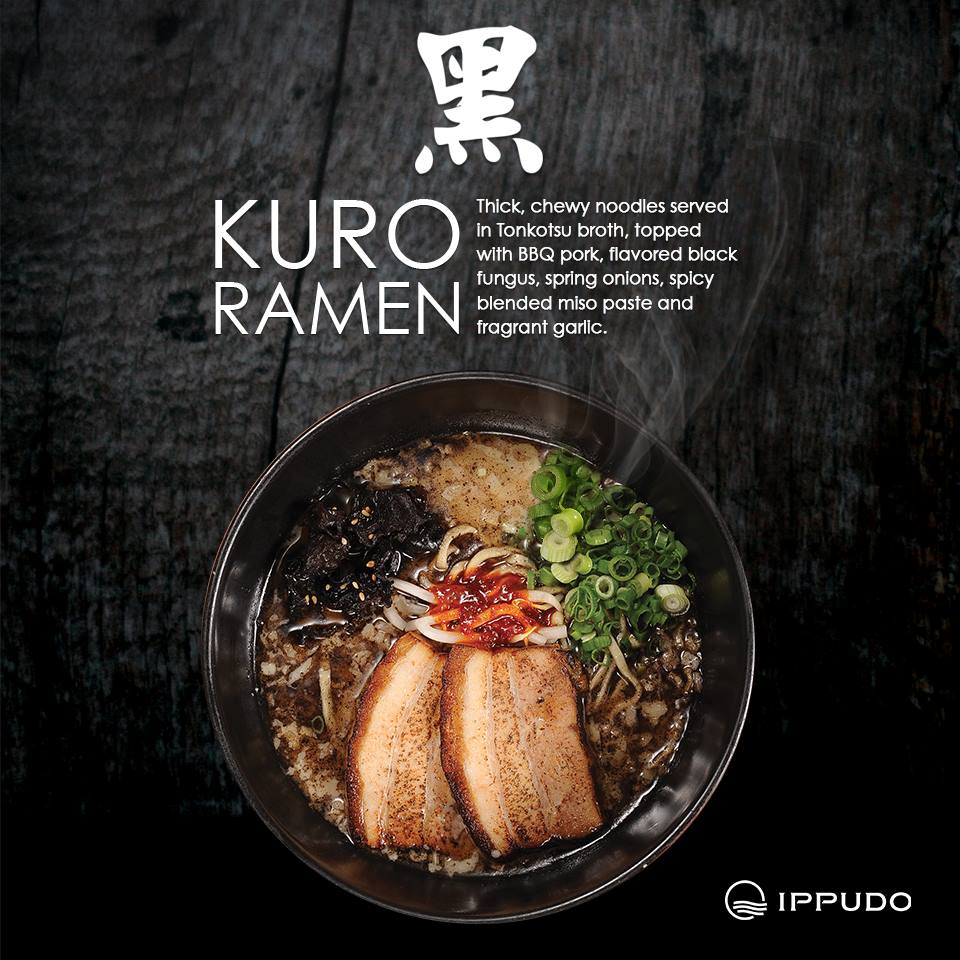 黑
KURO
RAMEN
Thick, chewy noodles served
in Tonkotsu broth, topped
with BBQ pork, flavored black
fungus, spring onions, spicy
blended miso paste and
fragrant garlic.
IPPUDO